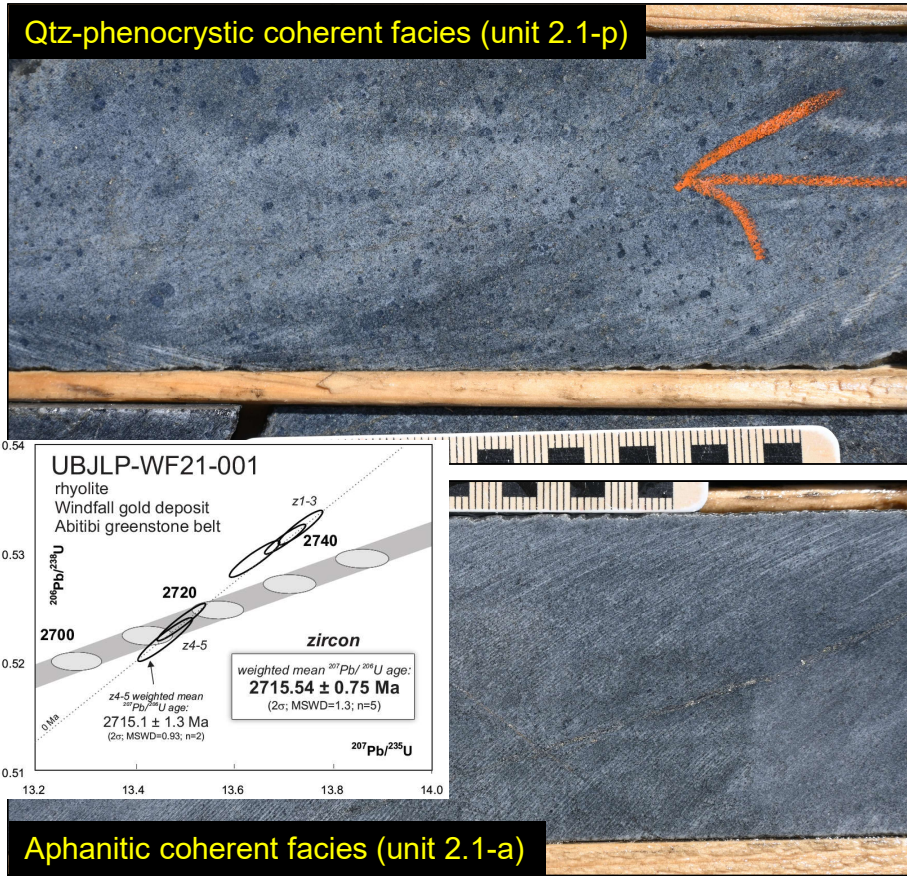 Qtz-phenocrystic coherent facies (unit 2.1-p)
0.54
UBJLP-WF21-001
rhyolite
Windfall gold deposit
Abitibi greenstone belt
z1-3
0.53
²⁰⁶Pb/²³⁸U
2740
2720
2700
z4-5
0.52
zircon
weighted mean ²⁰⁷Pb/ ²⁰⁶U age:
2715.54 ± 0.75 Ma
(2σ; MSWD=1.3; n=5)
z4-5 weighted mean
²⁰⁷Pb/²⁰⁶U age:
2715.1 ± 1.3 Ma
(2σ; MSWD=0.93; n=2)
0 Ma
²⁰⁷Pb/²³⁵U
0.51
13.2
13.4
13.6
13.8
14.0
Aphanitic coherent facies (unit 2.1-a)